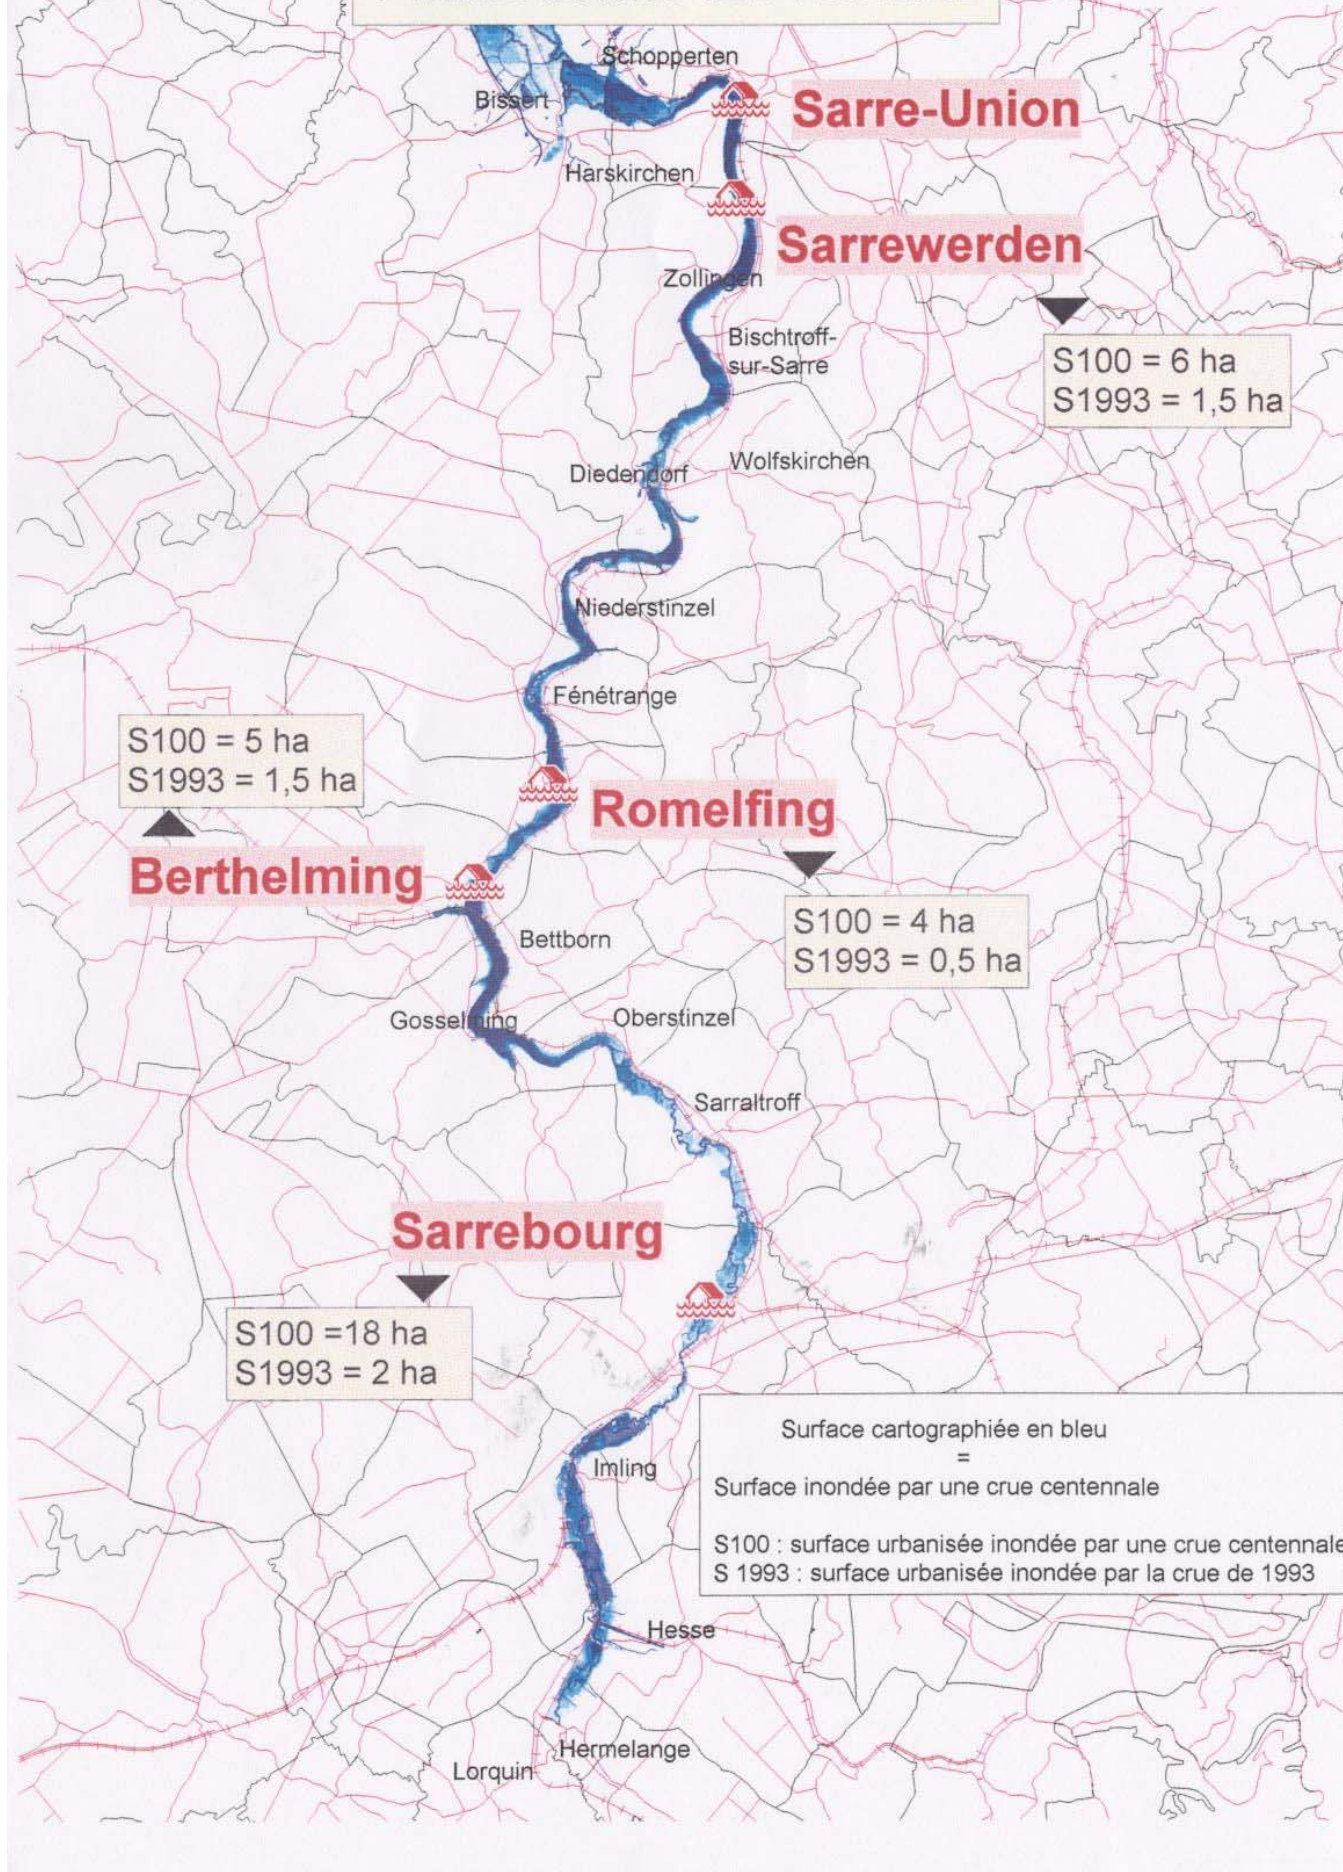 Schopperten
Bissert
Sarre-Union
Harskirchen
Sarrewerden
Zollingen
Bischtroff-
sur-Sarre
S100 = 6 ha
S1993 = 1,5 ha
Wolfskirchen
Diedendorf
Niederstinzel
Fénétrange
S100 = 5 ha
S1993 = 1,5 ha
Romelfing
Berthelming
S100 = 4 ha
S1993 = 0,5 ha
Bettborn
Gosselming
Oberstinzel
Sarraltroff
Sarrebourg
S100 =18 ha
S1993 = 2 ha
Surface cartographiée en bleu
=
Surface inondée par une crue centennale
S100 : surface urbanisée inondée par une crue centennale
S 1993 : surface urbanisée inondée par la crue de 1993
Imling
Hesse
Hermelange
Lorquin